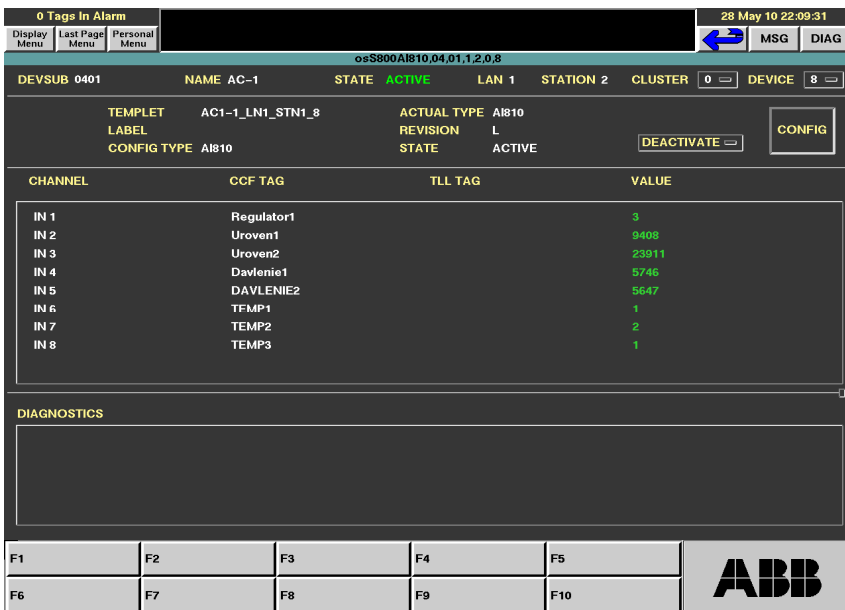 0 Tags In Alarm
28 May 10 22:09:31
Display Menu
Last Page Menu
Personal Menu
MSG
DIAG
osS800AI810,04,01,1,2,0,8
DEVSUB 0401 NAME AC-1 STATE ACTIVE LAN 1 STATION 2 CLUSTER 0 DEVICE 8
TEMPLET AC1-1_LN1_STN1_8 ACTUAL TYPE AI810
LABEL REVISION L
CONFIG TYPE AI810 STATE ACTIVE
DEACTIVATE
CONFIG
CHANNEL CCF TAG TLL TAG VALUE
IN 1 Regulator1 3
IN 2 Uroven1 9408
IN 3 Uroven2 23911
IN 4 Davlenie1 5746
IN 5 DAVLENIE2 5647
IN 6 TEMP1 1
IN 7 TEMP2 2
IN 8 TEMP3 1
DIAGNOSTICS
F1 F2 F3 F4 F5
F6 F7 F8 F9 F10
ABB